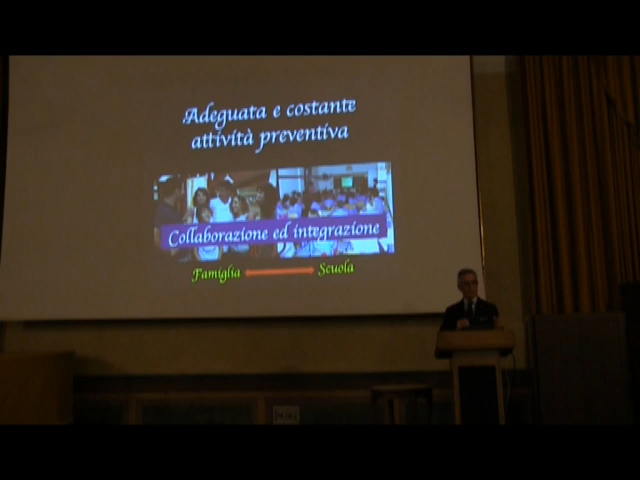 Adeguata e costante
attività preventiva
Collaborazione ed integrazione
Famiglia Scuola